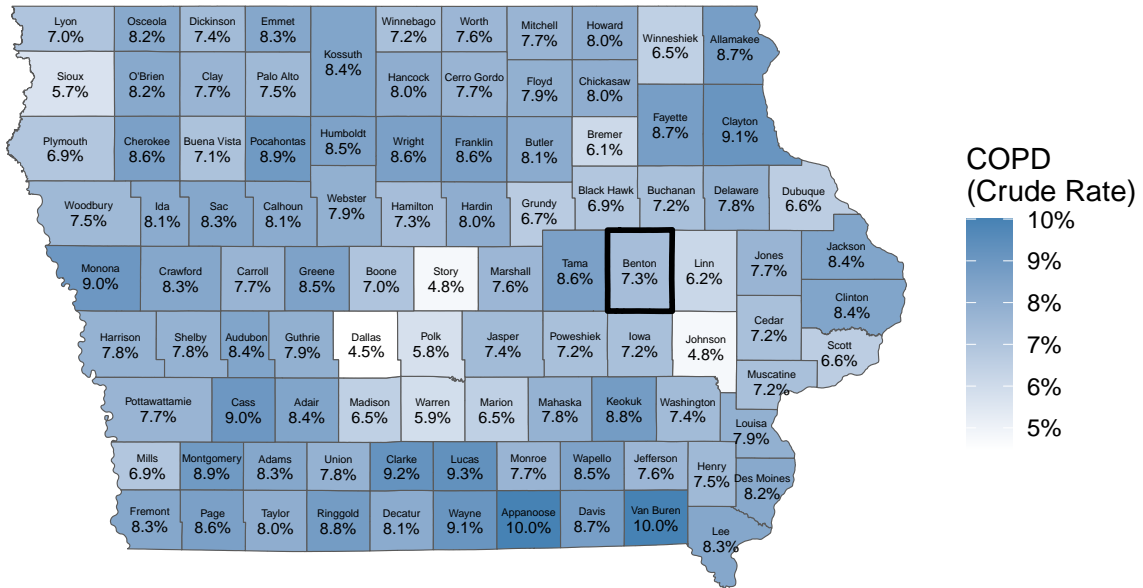 Lyon
7.0%
Osceola
8.2%
Dickinson
7.4%
Emmet
8.3%
Kossuth
8.4%
Winnebago
7.2%
Worth
7.6%
Mitchell
7.7%
Howard
8.0%
Winneshiek
6.5%
Allamakee
8.7%
Sioux
5.7%
O'Brien
8.2%
Clay
7.7%
Palo Alto
7.5%
Hancock
8.0%
Cerro Gordo
7.7%
Floyd
7.9%
Chickasaw
8.0%
Fayette
8.7%
Clayton
9.1%
Plymouth
6.9%
Cherokee
8.6%
Buena Vista
7.1%
Pocahontas
8.9%
Humboldt
8.5%
Wright
8.6%
Franklin
8.6%
Butler
8.1%
Bremer
6.1%
Woodbury
7.5%
Ida
8.1%
Sac
8.3%
Calhoun
8.1%
Webster
7.9%
Hamilton
7.3%
Hardin
8.0%
Grundy
6.7%
Black Hawk
6.9%
Buchanan
7.2%
Delaware
7.8%
Dubuque
6.6%
Monona
9.0%
Crawford
8.3%
Carroll
7.7%
Greene
8.5%
Boone
7.0%
Story
4.8%
Marshall
7.6%
Tama
8.6%
Benton
7.3%
Linn
6.2%
Jones
7.7%
Jackson
8.4%
Clinton
8.4%
Harrison
7.8%
Shelby
7.8%
Audubon
8.4%
Guthrie
7.9%
Dallas
4.5%
Polk
5.8%
Jasper
7.4%
Poweshiek
7.2%
Iowa
7.2%
Johnson
4.8%
Cedar
7.2%
Scott
6.6%
Muscatine
7.2%
Pottawattamie
7.7%
Cass
9.0%
Adair
8.4%
Madison
6.5%
Warren
5.9%
Marion
6.5%
Mahaska
7.8%
Keokuk
8.8%
Washington
7.4%
Louisa
7.9%
Mills
6.9%
Montgomery
8.9%
Adams
8.3%
Union
7.8%
Clarke
9.2%
Lucas
9.3%
Monroe
7.7%
Wapello
8.5%
Jefferson
7.6%
Henry
7.5%
Des Moines
8.2%
Fremont
8.3%
Page
8.6%
Taylor
8.0%
Ringgold
8.8%
Decatur
8.1%
Wayne
9.1%
Appanoose
10.0%
Davis
8.7%
Van Buren
10.0%
Lee
8.3%
COPD
(Crude Rate)
10%
9%
8%
7%
6%
5%